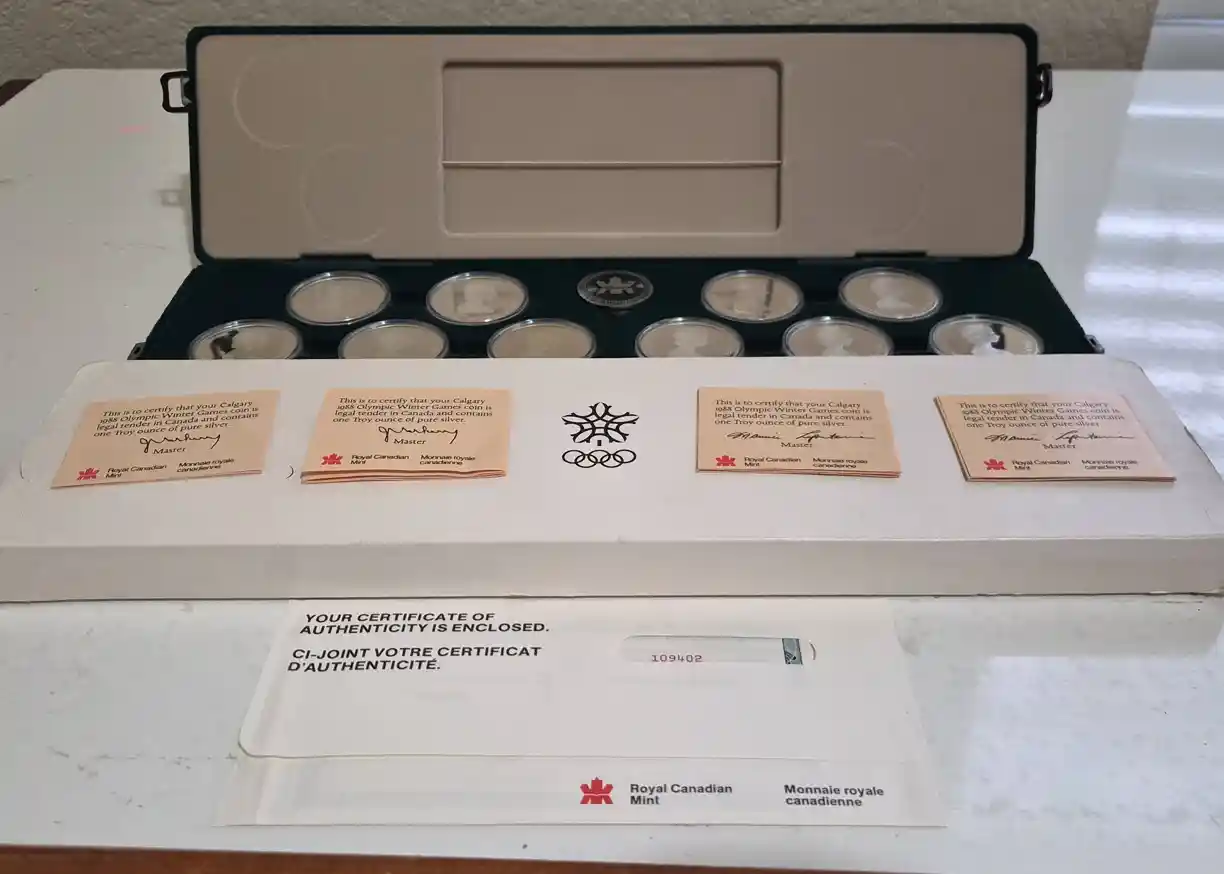 This is to certify that your Calgary
1988 Olympic Winter Games coin is
legal tender in Canada and contains
one Troy ounce of pure silver
Master
Royal Canadian
Mint
Monnaie royale
canadienne
This is to certify that your Calgary
1988 Olympic Winter Games coin is
legal tender in Canada and contains
one Troy ounce of pure silver.
Master
Royal Canadian
Mint
Monnaie royale
canadienne
This is to certify that your Calgary
1988 Olympic Winter Games coin is
legal tender in Canada and contains
one Troy ounce of pure silver
Master
Royal Canadian
Mint
Monnaie royale
canadienne
This is to certify that your Calgary
1988 Olympic Winter Games coin is
legal tender in Canada and contains
one Troy ounce of pure silver
Master
Royal Canadian
Mint
Monnaie royale
canadienne
YOUR CERTIFICATE OF
AUTHENTICITY IS ENCLOSED.
CI-JOINT VOTRE CERTIFICAT
D'AUTHENTICITÉ.
109402
Royal Canadian
Mint
Monnaie royale
canadienne